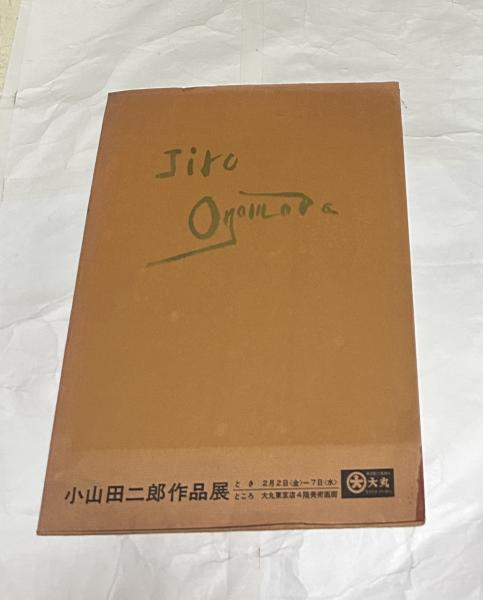 Jiro
Oyamada
小山田二郎作品展
とき 2月2日(金)ー7日(水)
ところ 大丸東京店4階美術画廊
大丸